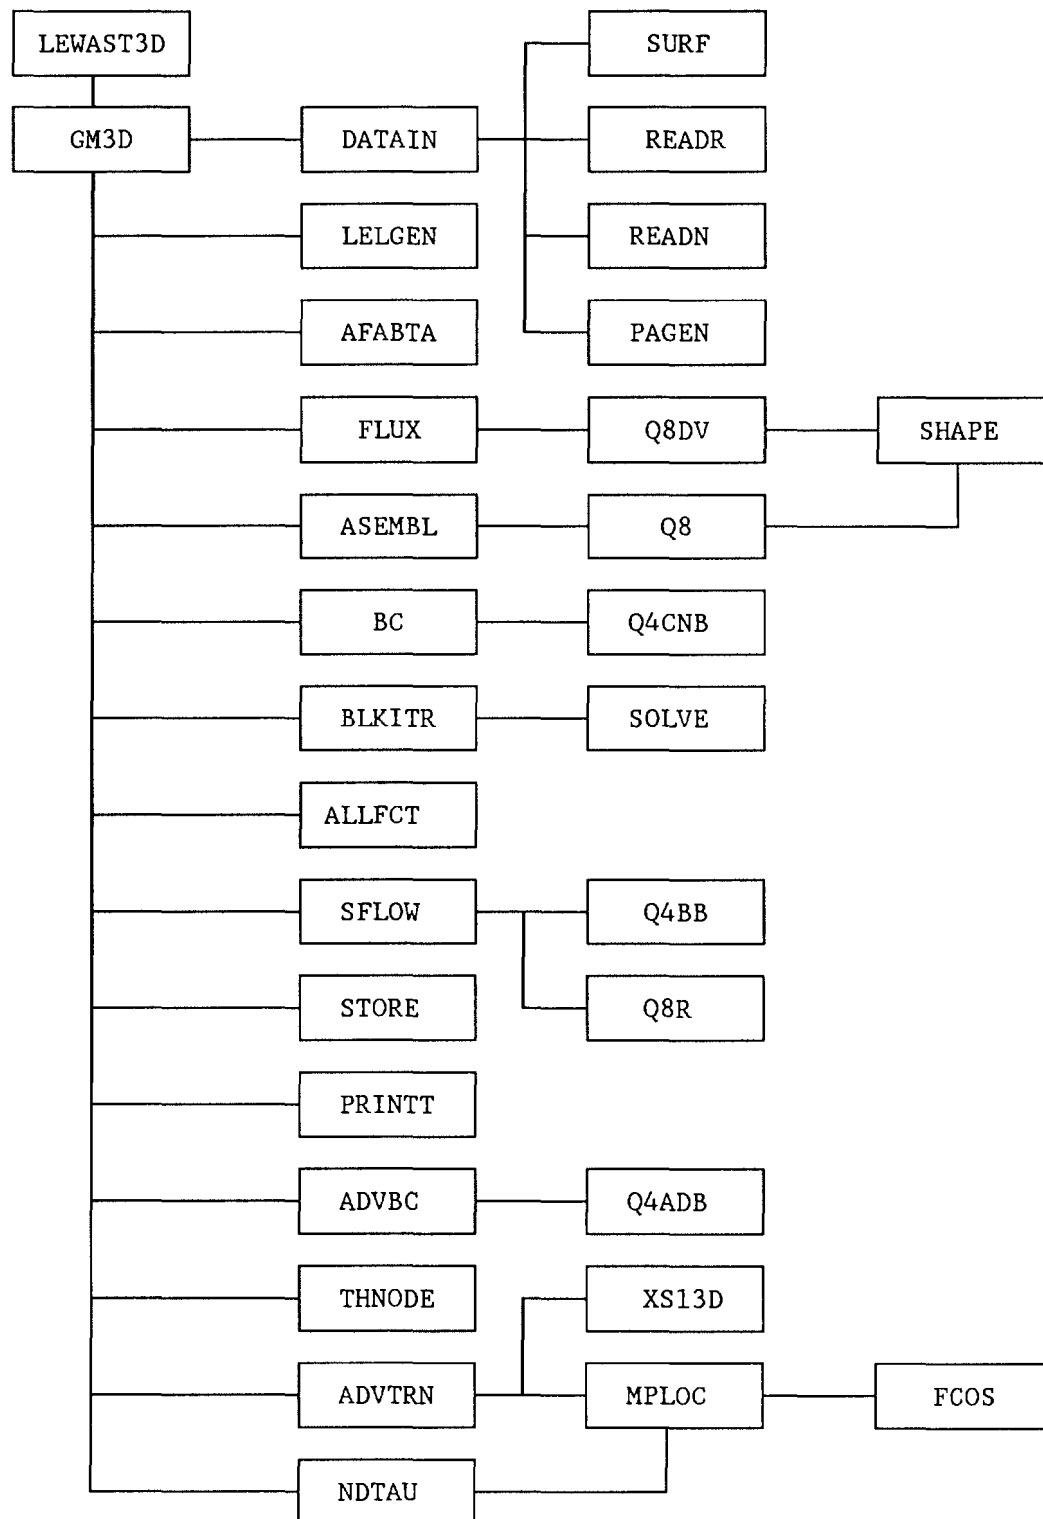 LEWAST3D
SURF
GM3D
DATAIN
READR
LELGEN
READN
AFABTA
PAGEN
FLUX
Q8DV
SHAPE
ASEMBL
Q8
BC
Q4CNB
BLKITR
SOLVE
ALLFCT
SFLOW
Q4BB
STORE
Q8R
PRINTT
ADVBC
Q4ADB
THNODE
XS13D
ADVTRN
MPLOC
FCOS
NDTAU